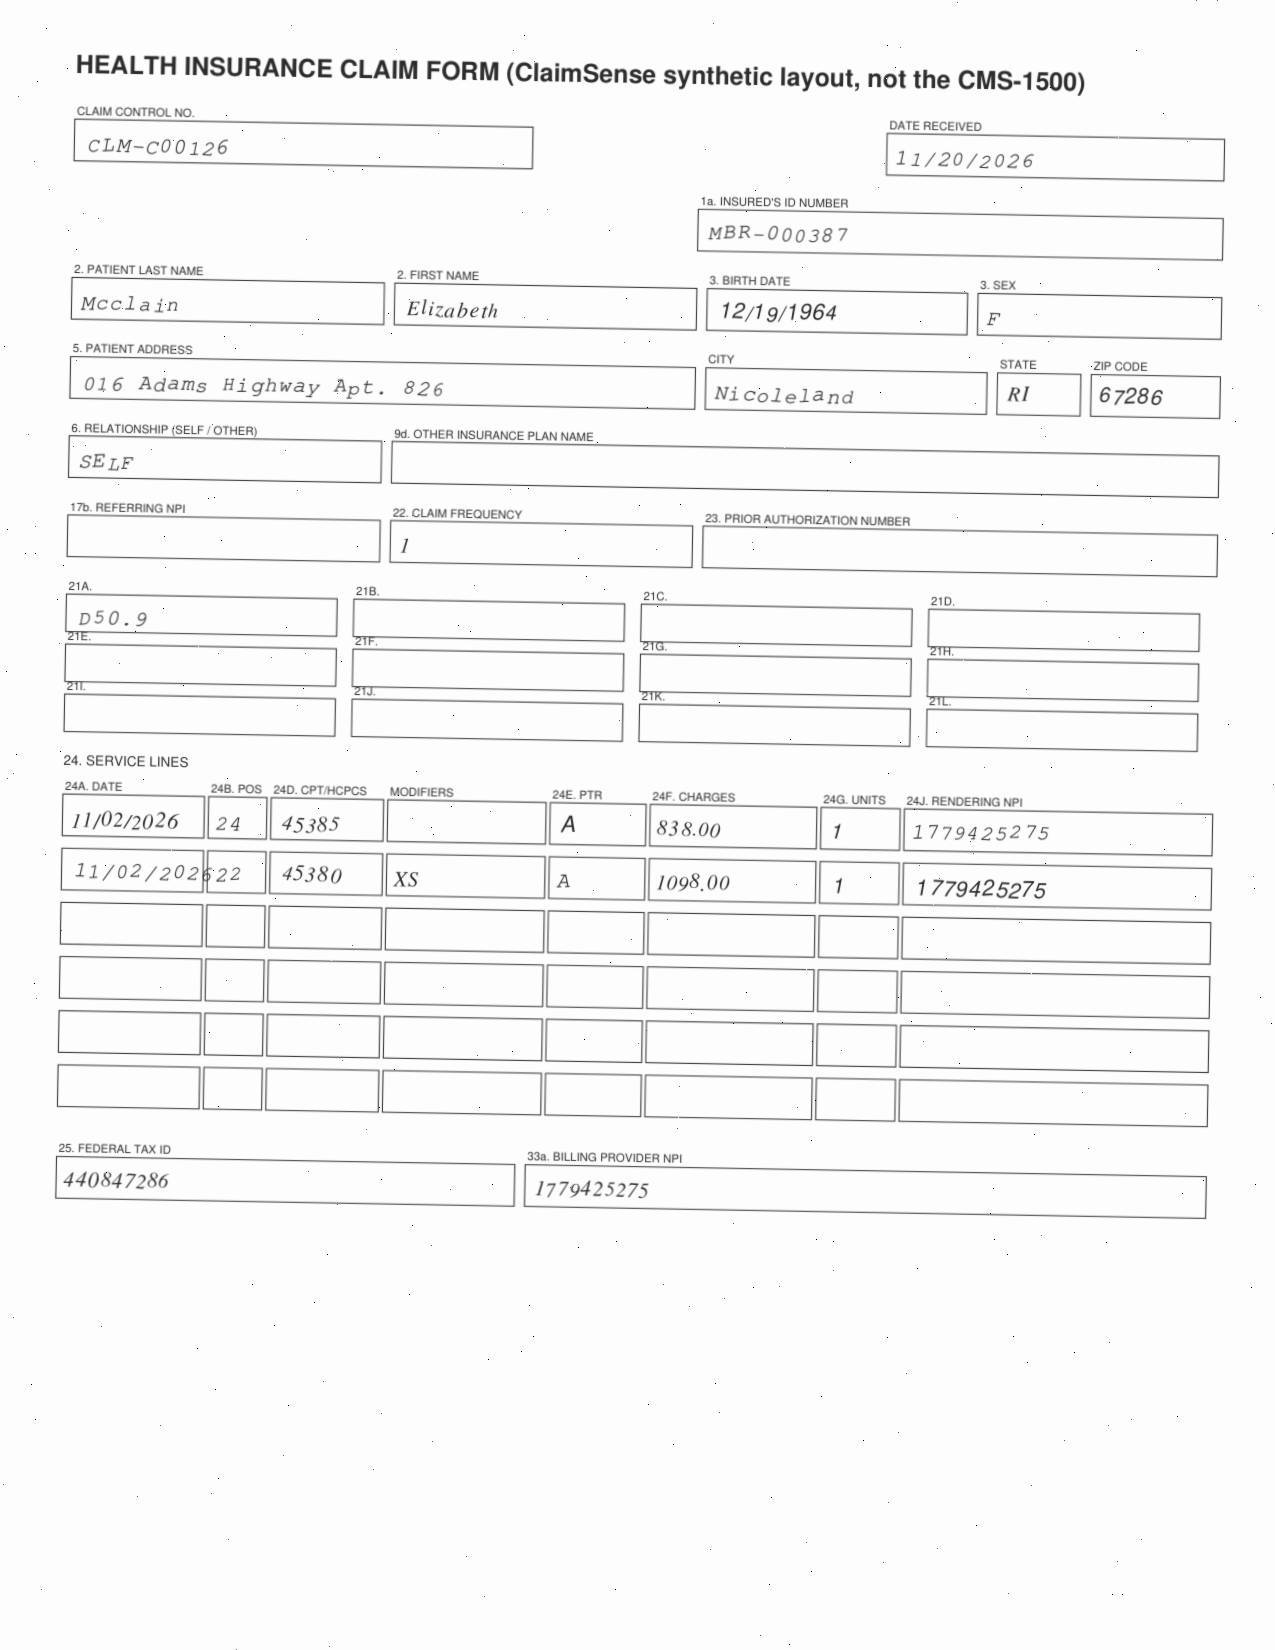 HEALTH INSURANCE CLAIM FORM (ClaimSense synthetic layout, not the CMS-1500)
CLAIM CONTROL NO. DATE RECEIVED
CLM-C00126 11/20/2026
1a. INSURED'S ID NUMBER
MBR-000387
2. PATIENT LAST NAME 2. FIRST NAME 3. BIRTH DATE 3. SEX
Mcclain Elizabeth 12/19/1964 F
5. PATIENT ADDRESS CITY STATE ZIP CODE
016 Adams Highway Apt. 826 Nicoleland RI 67286
6. RELATIONSHIP (SELF / OTHER) 9d. OTHER INSURANCE PLAN NAME
SELF
17b. REFERRING NPI 22. CLAIM FREQUENCY 23. PRIOR AUTHORIZATION NUMBER
1
21A. 21B. 21C. 21D.
D50.9
21E. 21F. 21G. 21H.
21I. 21J. 21K. 21L.
24. SERVICE LINES
24A. DATE 24B. POS 24D. CPT/HCPCS MODIFIERS 24E. PTR 24F. CHARGES 24G. UNITS 24J. RENDERING NPI
11/02/2026 24 45385 A 838.00 1 1779425275
11/02/2026 22 45380 XS A 1098.00 1 1779425275
25. FEDERAL TAX ID 33a. BILLING PROVIDER NPI
440847286 1779425275